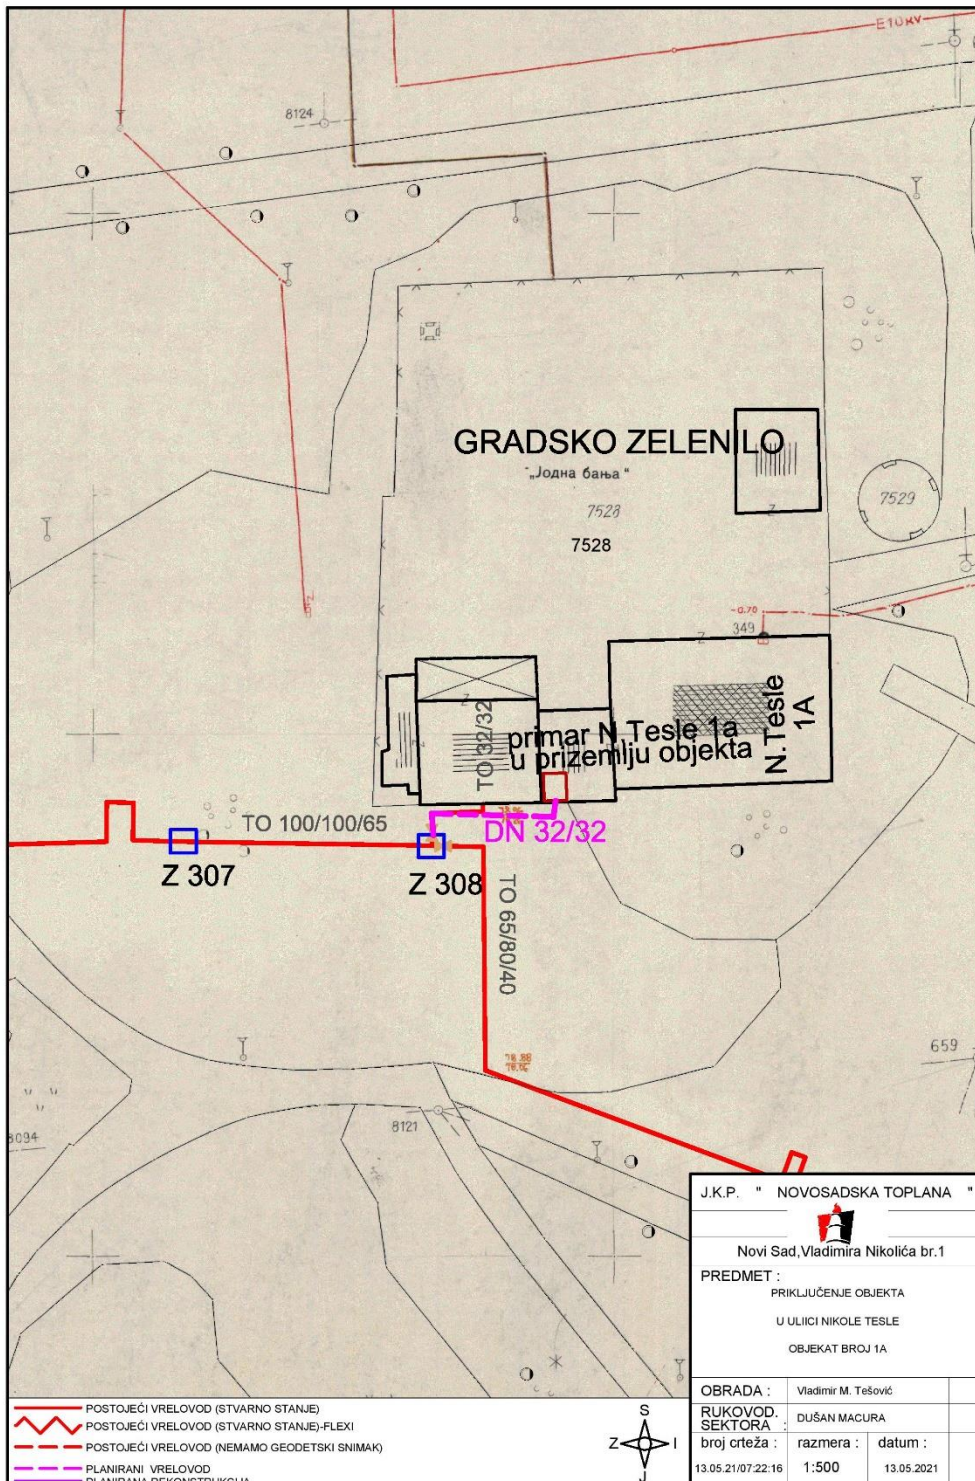 E10KV
8124
GRADSKO ZELENILO
"Јодна бања"
7528
7528
7529
-0.70
349
Z
Z
Z
TO 32/32
primar N.Tesle 1a
u prizemlju objekta
N.Tesle
1A
TO 100/100/65
DN 32/32
Z 307
Z 308
TO 65/80/40
78.88
659
8121
8094
J.K.P. " NOVOSADSKA TOPLANA "
Novi Sad,Vladimira Nikolića br.1
PREDMET :
PRIKLJUČENJE OBJEKTA
U ULIICI NIKOLE TESLE
OBJEKAT BROJ 1A
OBRADA : Vladimir M. Tešović
RUKOVOD. SEKTORA : DUŠAN MACURA
broj crteža : razmera : datum :
13.05.21/07:22:16 1:500 13.05.2021
POSTOJEĆI VRELOVOD (STVARNO STANJE)
POSTOJEĆI VRELOVOD (STVARNO STANJE)-FLEXI
POSTOJEĆI VRELOVOD (NEMAMO GEODETSKI SNIMAK)
PLANIRANI VRELOVOD
PLANIRANA REKONSTRUKCIJA
S
Z I
J